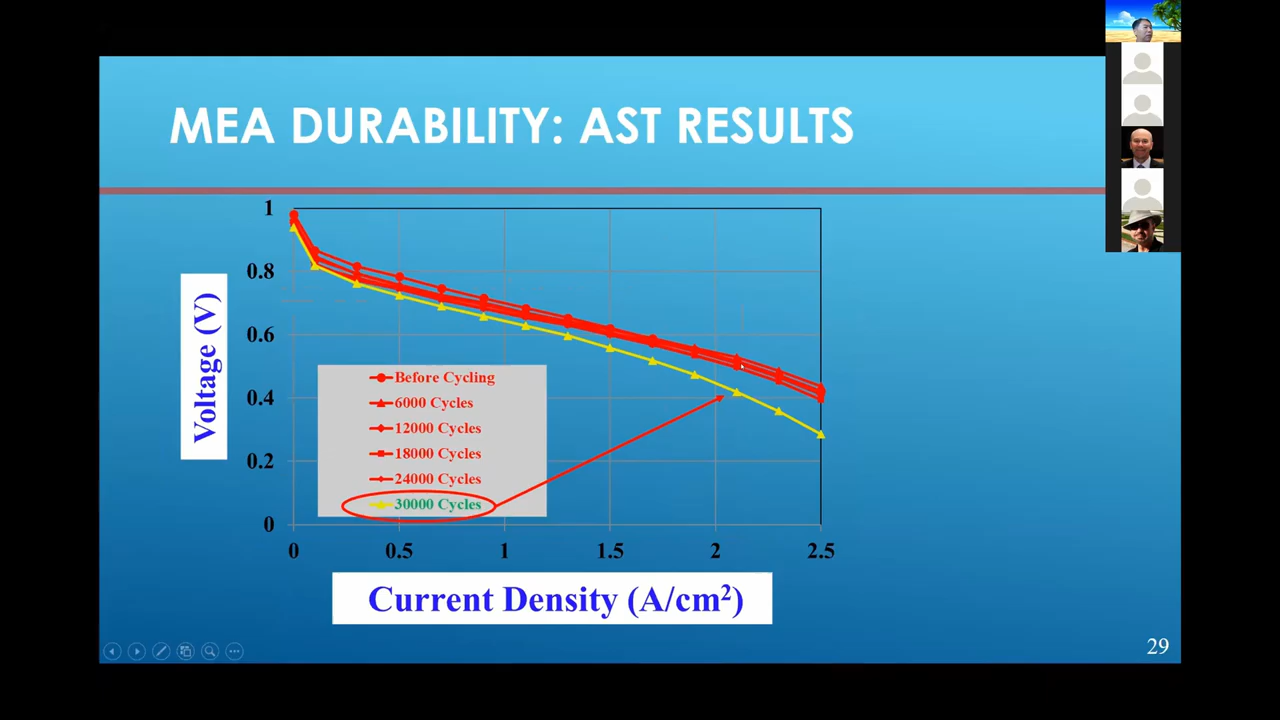 MEA DURABILITY: AST RESULTS
1
0.8
0.6
0.4
0.2
0
Voltage (V)
Before Cycling
6000 Cycles
12000 Cycles
18000 Cycles
24000 Cycles
30000 Cycles
0 0.5 1 1.5 2 2.5
Current Density (A/cm²)
29